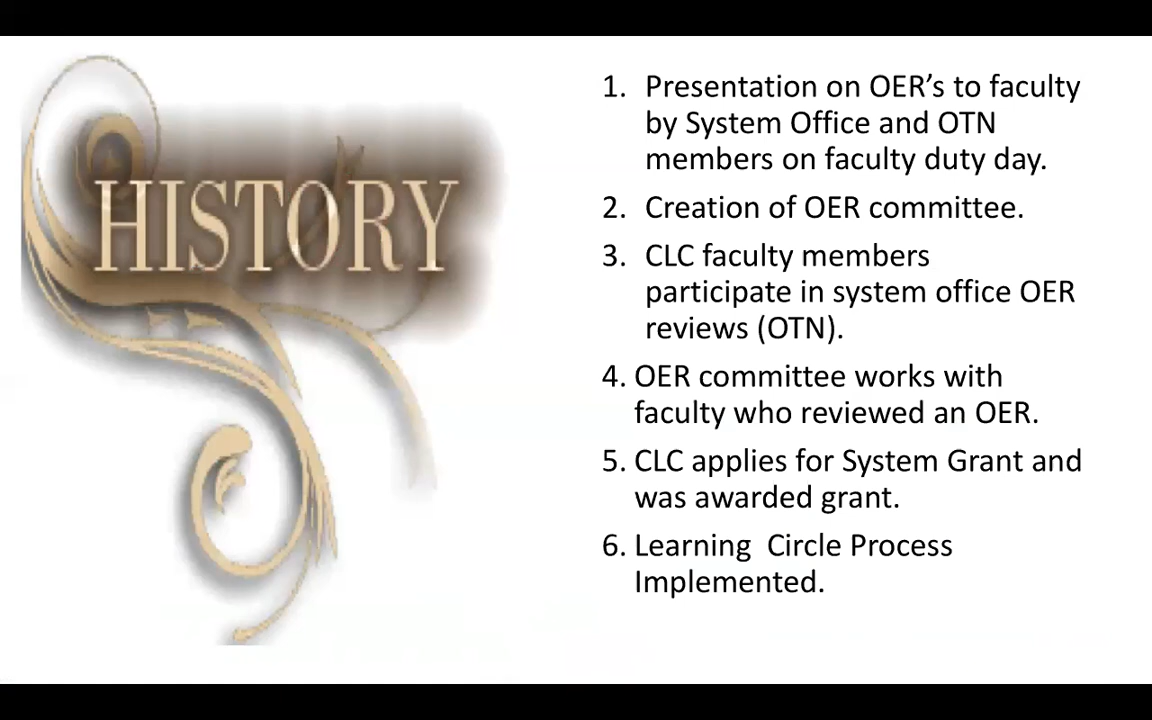 HISTORY
1. Presentation on OER’s to faculty
by System Office and OTN
members on faculty duty day.
2. Creation of OER committee.
3. CLC faculty members
participate in system office OER
reviews (OTN).
4. OER committee works with
faculty who reviewed an OER.
5. CLC applies for System Grant and
was awarded grant.
6. Learning  Circle Process
Implemented.